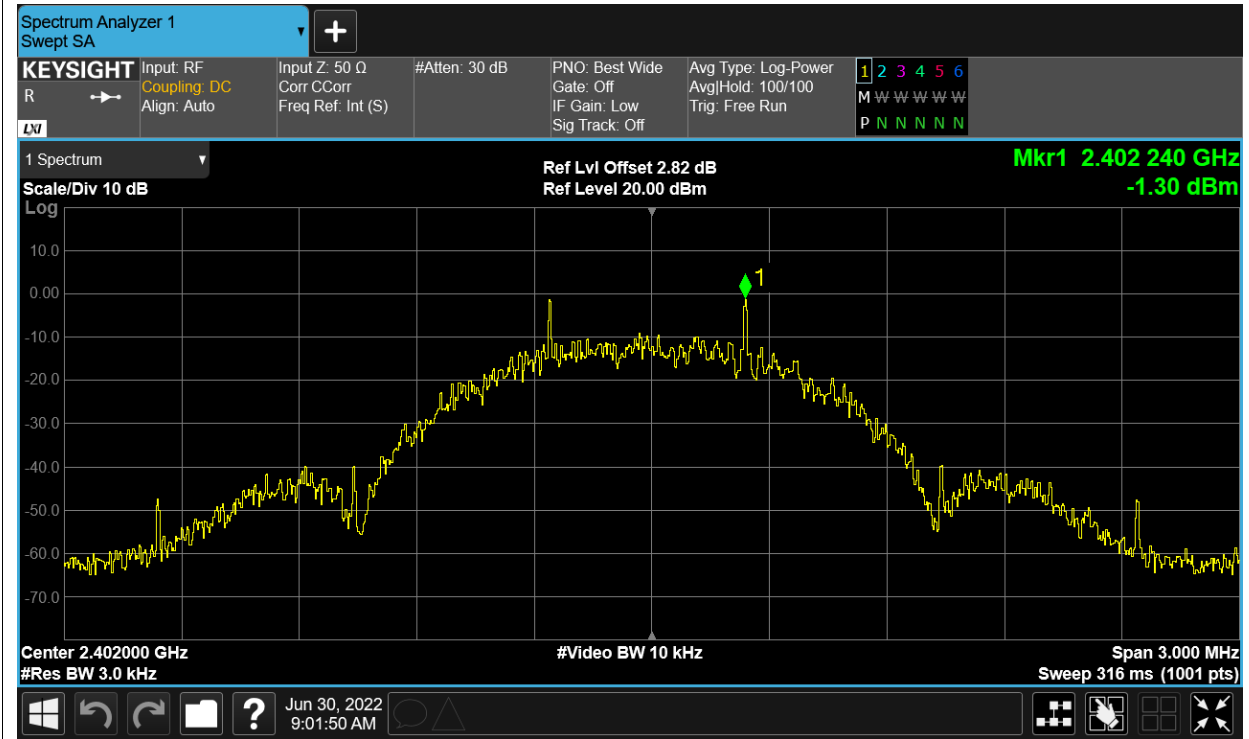 Spectrum Analyzer 1
Swept SA
KEYSIGHT
R
LXI
Input: RF
Coupling: DC
Align: Auto
Input Z: 50 Ω
Corr CCorr
Freq Ref: Int (S)
#Atten: 30 dB
PNO: Best Wide
Gate: Off
IF Gain: Low
Sig Track: Off
Avg Type: Log-Power
Avg|Hold: 100/100
Trig: Free Run
1 2 3 4 5 6
M W W W W W
P N N N N N
1 Spectrum
Scale/Div 10 dB
Log
Ref Lvl Offset 2.82 dB
Ref Level 20.00 dBm
Mkr1 2.402 240 GHz
-1.30 dBm
1
10.0
0.00
-10.0
-20.0
-30.0
-40.0
-50.0
-60.0
-70.0
Center 2.402000 GHz
#Res BW 3.0 kHz
#Video BW 10 kHz
Span 3.000 MHz
Sweep 316 ms (1001 pts)
?
Jun 30, 2022
9:01:50 AM